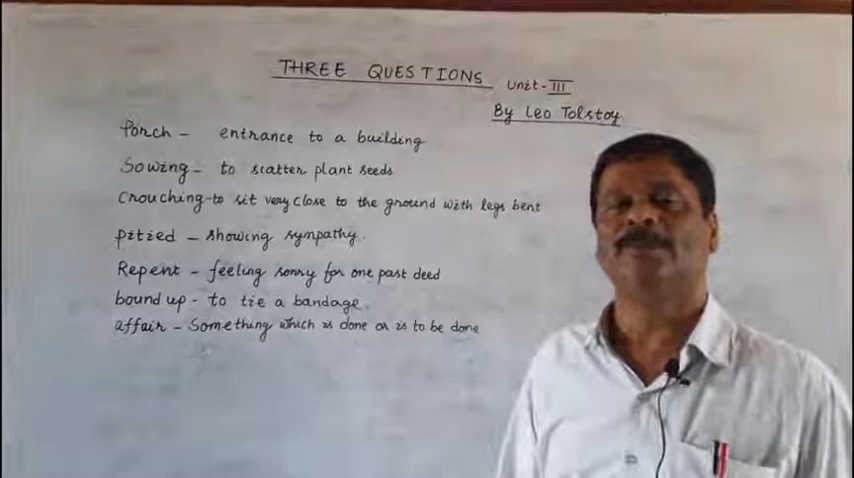 THREE QUESTIONS Unit - III
By Leo Tolstoy
Porch - entrance to a building
Sowing - to scatter plant seeds
Crouching - to sit very close to the ground with legs bent
pitied - showing sympathy.
Repent - feeling sorry for one past deed
bound up - to tie a bandage
affair - Something which is done or is to be done